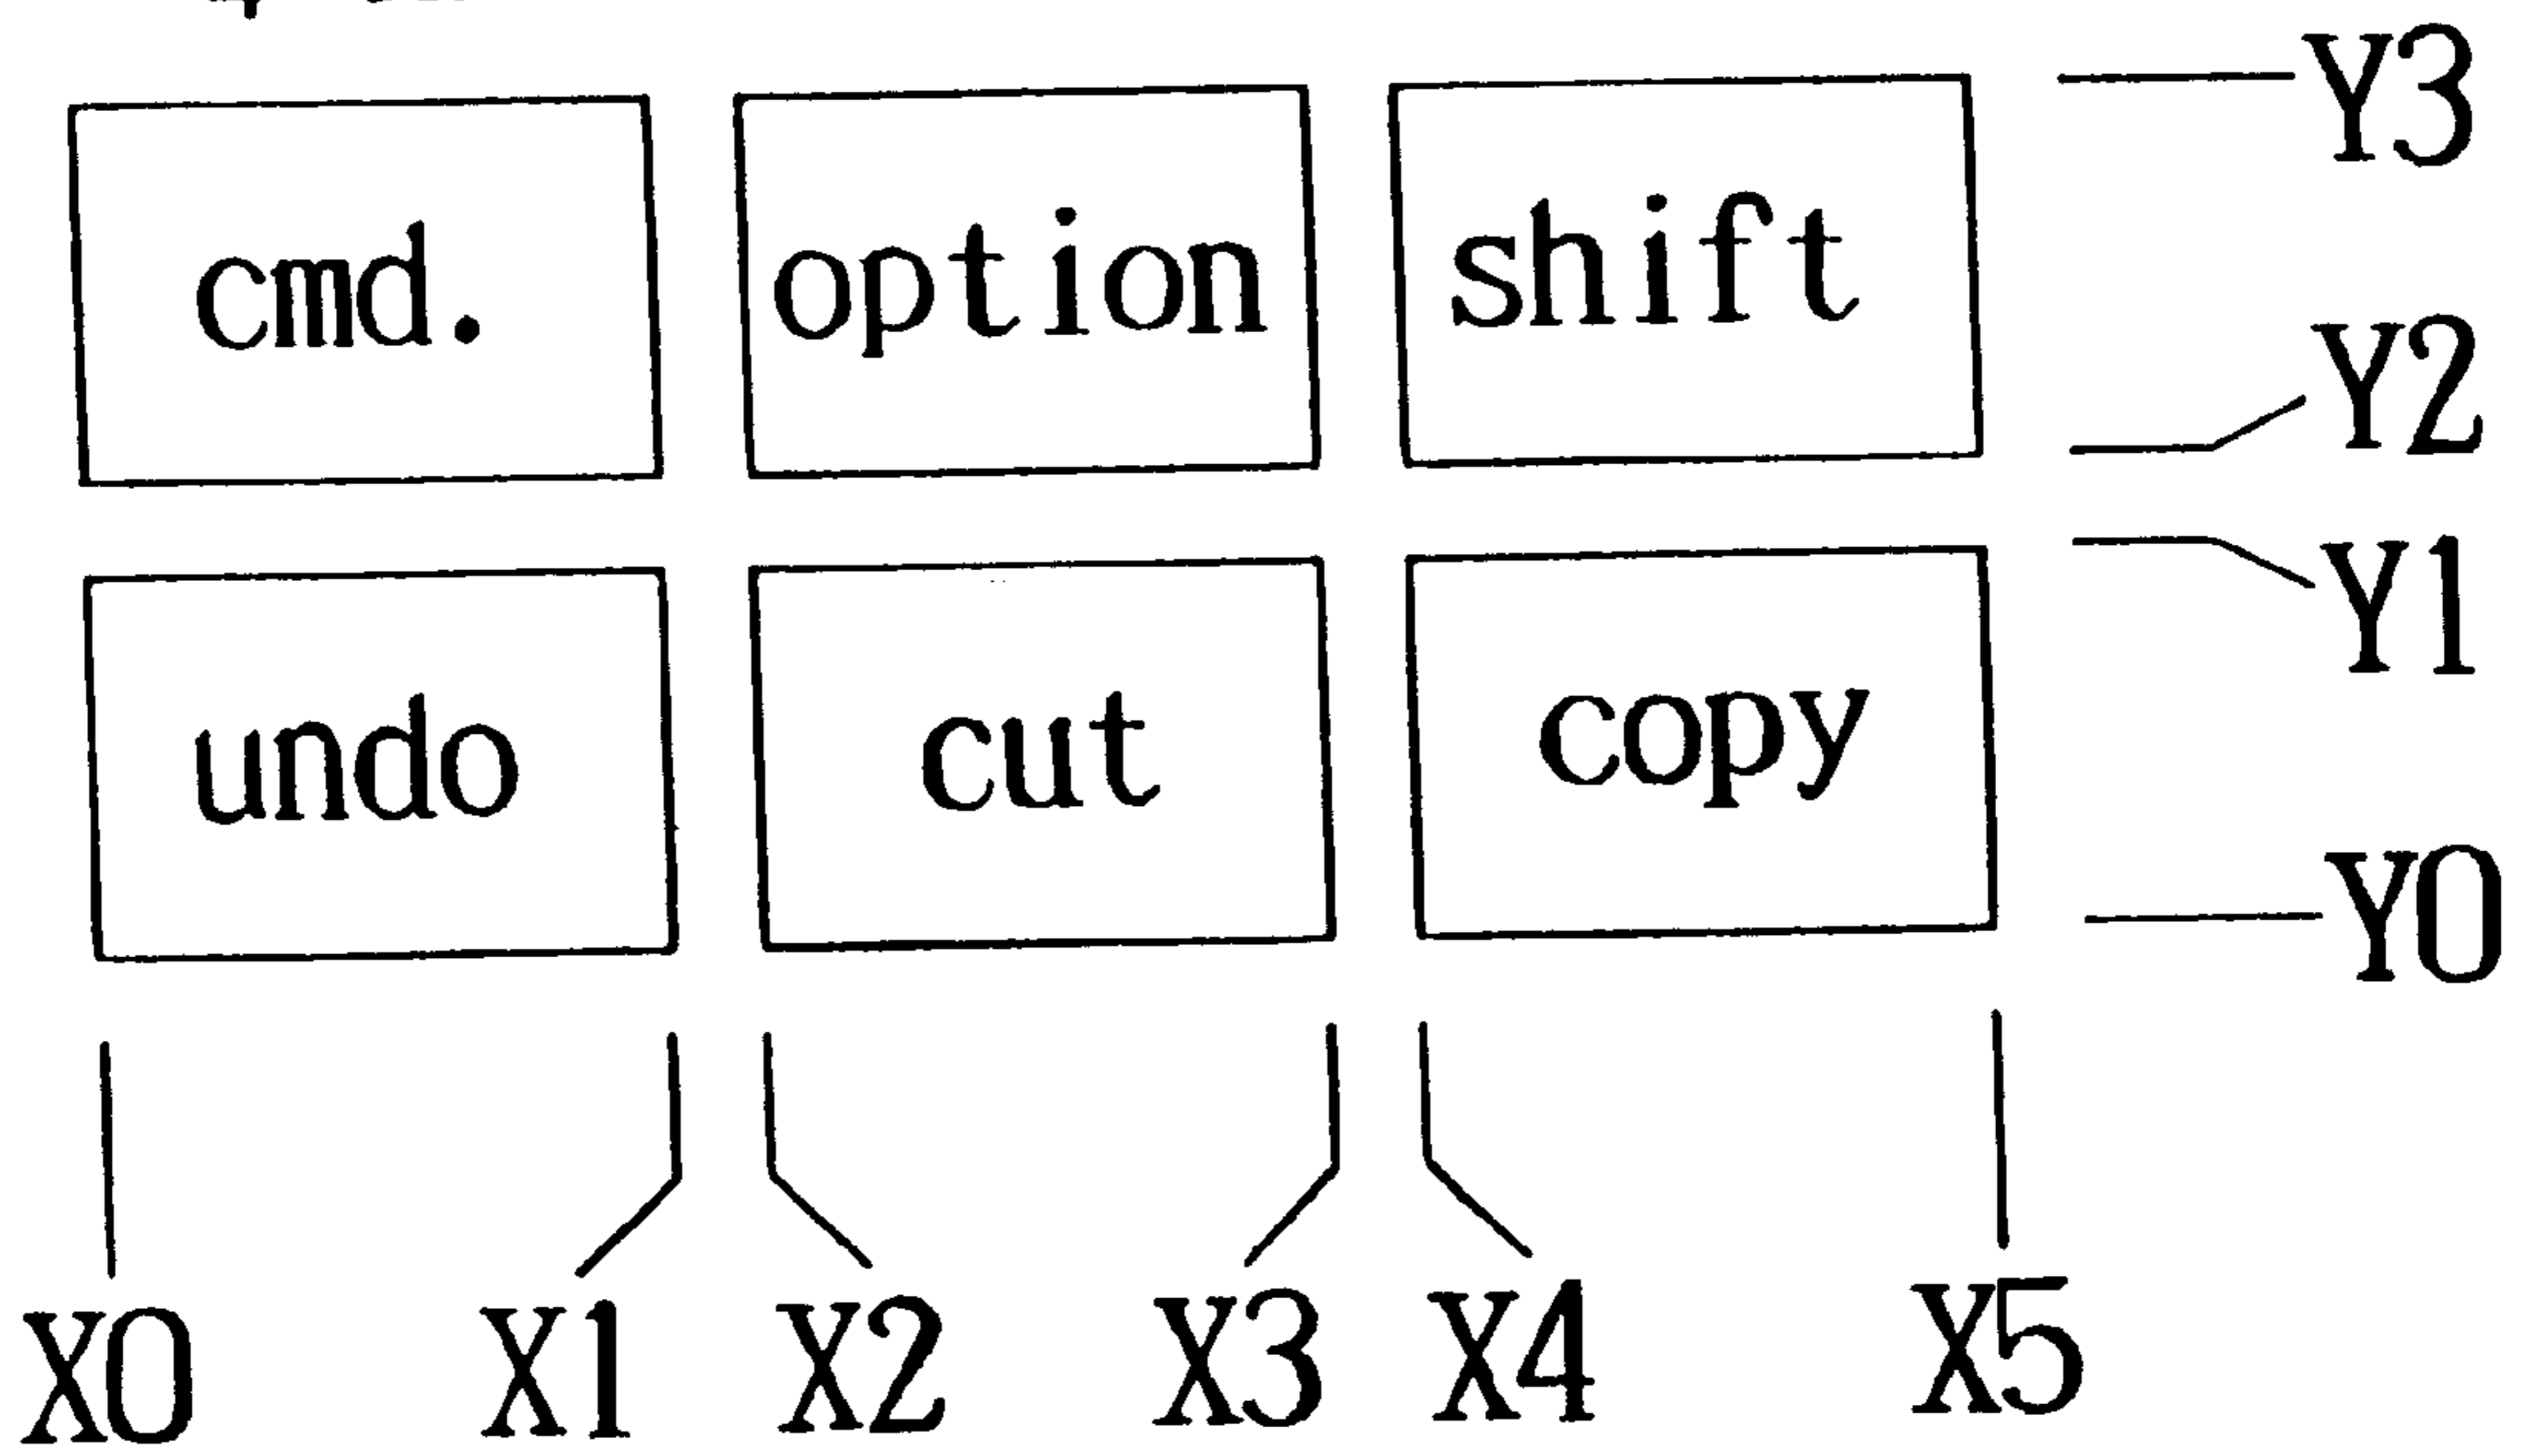 cmd. option shift Y3
Y2
undo cut copy Y1
Y0
X0 X1 X2 X3 X4 X5